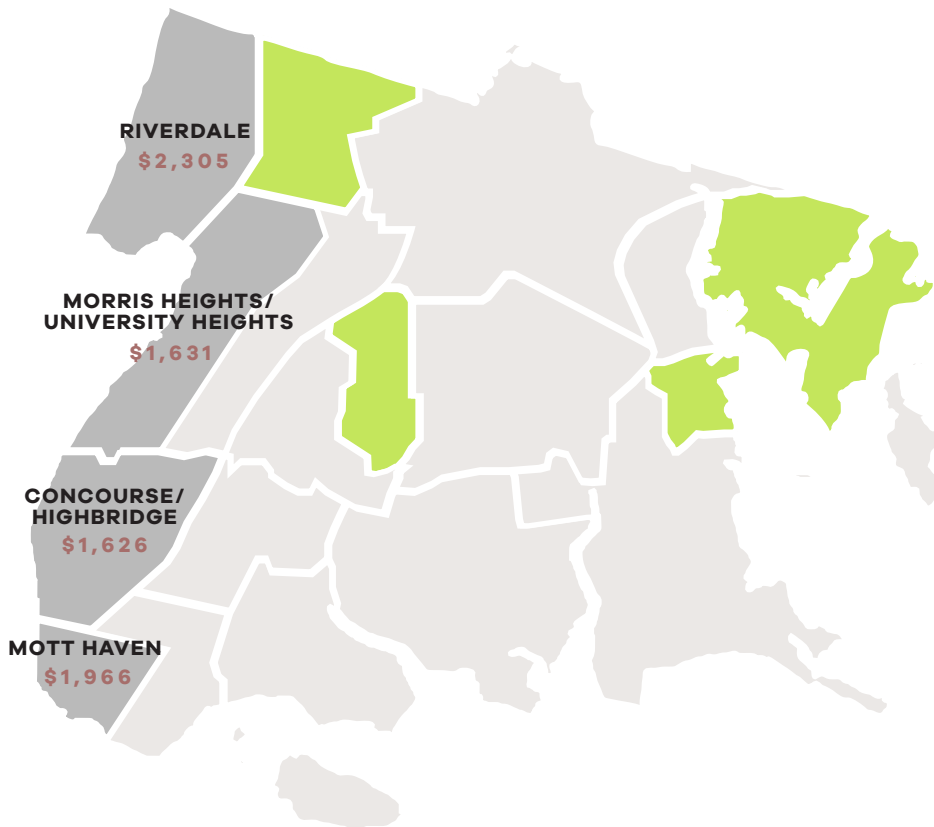 RIVERDALE
$2,305
MORRIS HEIGHTS/
UNIVERSITY HEIGHTS
$1,631
CONCOURSE/
HIGHBRIDGE
$1,626
MOTT HAVEN
$1,966